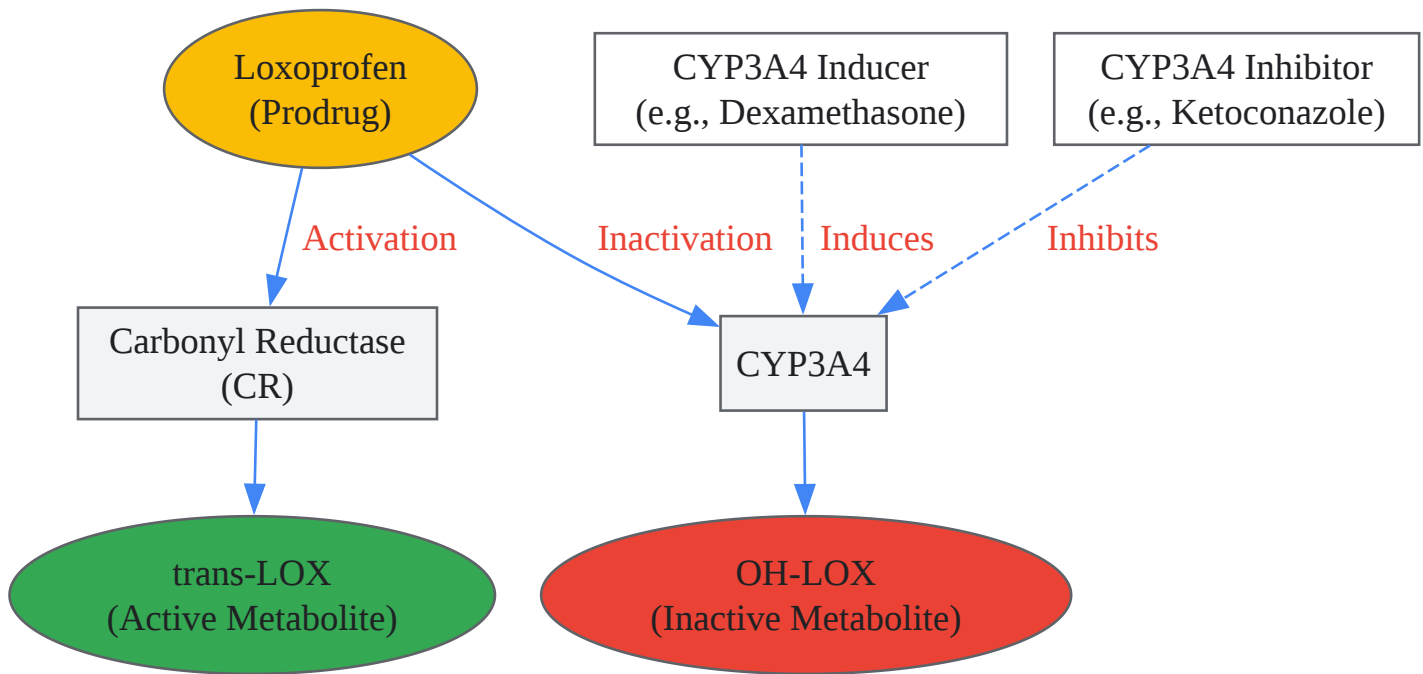 Loxoprofen
(Prodrug)
CYP3A4 Inducer
(e.g., Dexamethasone)
CYP3A4 Inhibitor
(e.g., Ketoconazole)
Activation
Inactivation
Induces
Inhibits
Carbonyl Reductase
(CR)
CYP3A4
trans-LOX
(Active Metabolite)
OH-LOX
(Inactive Metabolite)